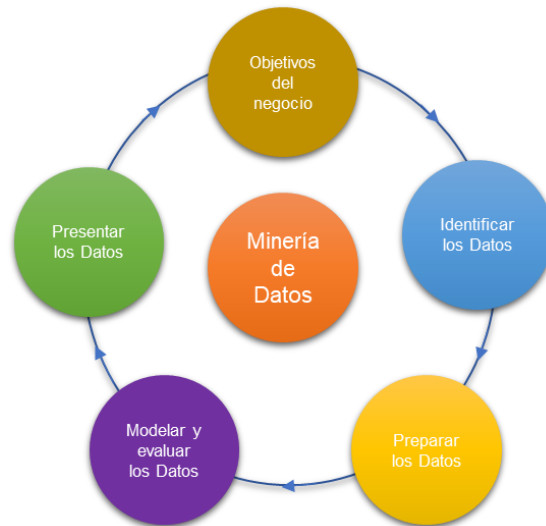 Objetivos
del
negocio
Identificar
los Datos
Preparar
los Datos
Modelar y
evaluar
los Datos
Presentar
los Datos
Minería
de
Datos